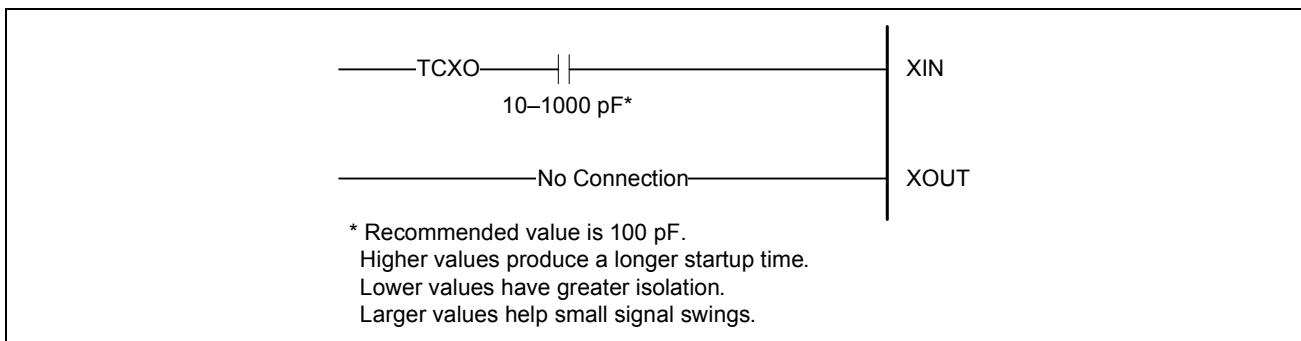 TCXO
XIN
10–1000 pF*
No Connection
XOUT
* Recommended value is 100 pF.
Higher values produce a longer startup time.
Lower values have greater isolation.
Larger values help small signal swings.